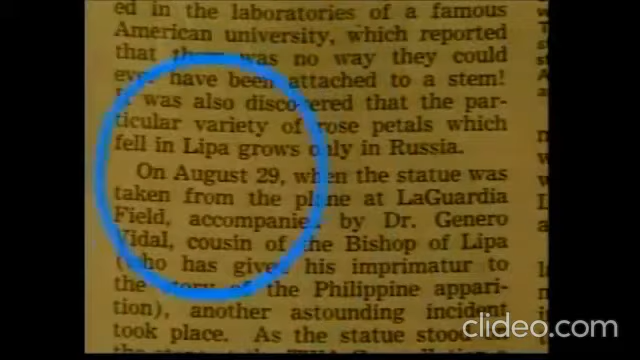 ed in the laboratories of a famous
American university, which reported
that there was no way they could
ever have been attached to a stem!
It was also discovered that the par-
ticular variety of rose petals which
fell in Lipa grows only in Russia.
On August 29, when the statue was
taken from the plane at LaGuardia
Field, accompanied by Dr. Genero
Vidal, cousin of the Bishop of Lipa
(who has given his imprimatur to
the story of the Philippine appari-
tion), another astounding incident
took place. As the statue stood on
clideo.com